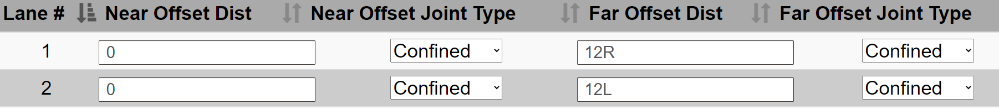 Lane # Near Offset Dist Near Offset Joint Type Far Offset Dist Far Offset Joint Type
1 0 Confined 12R Confined
2 0 Confined 12L Confined